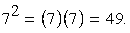 7² = (7)(7) = 49.